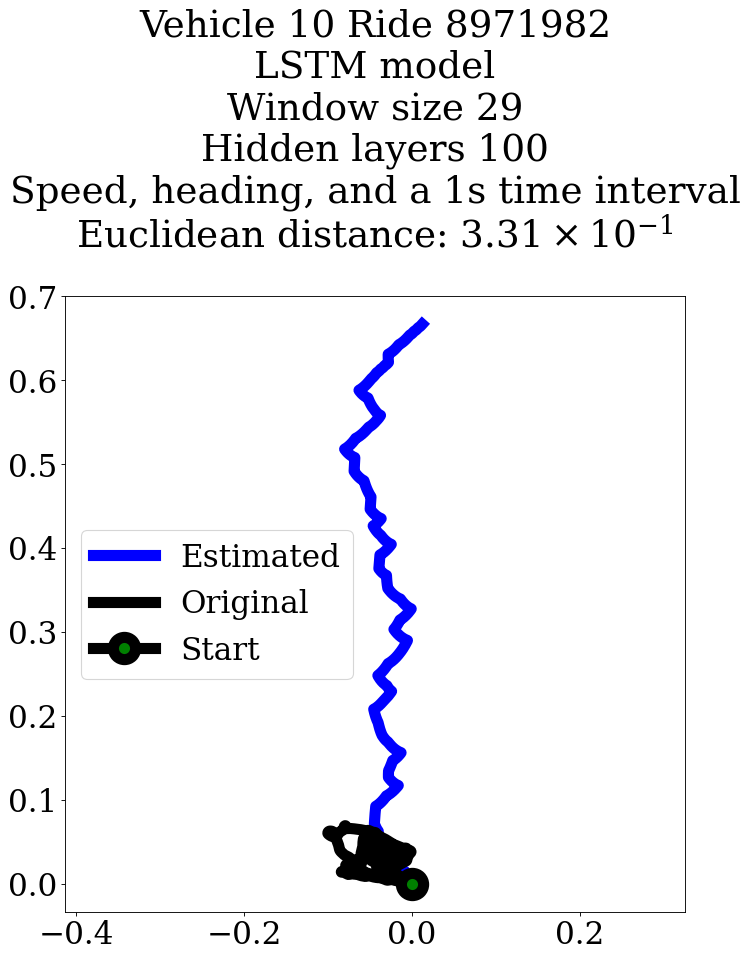 Vehicle 10 Ride 8971982
LSTM model
Window size 29
Hidden layers 100
Speed, heading, and a 1s time interval
Euclidean distance: 3.31 × 10⁻¹
0.7
0.6
0.5
0.4
0.3
0.2
0.1
0.0
Estimated
Original
Start
−0.4 −0.2 0.0 0.2